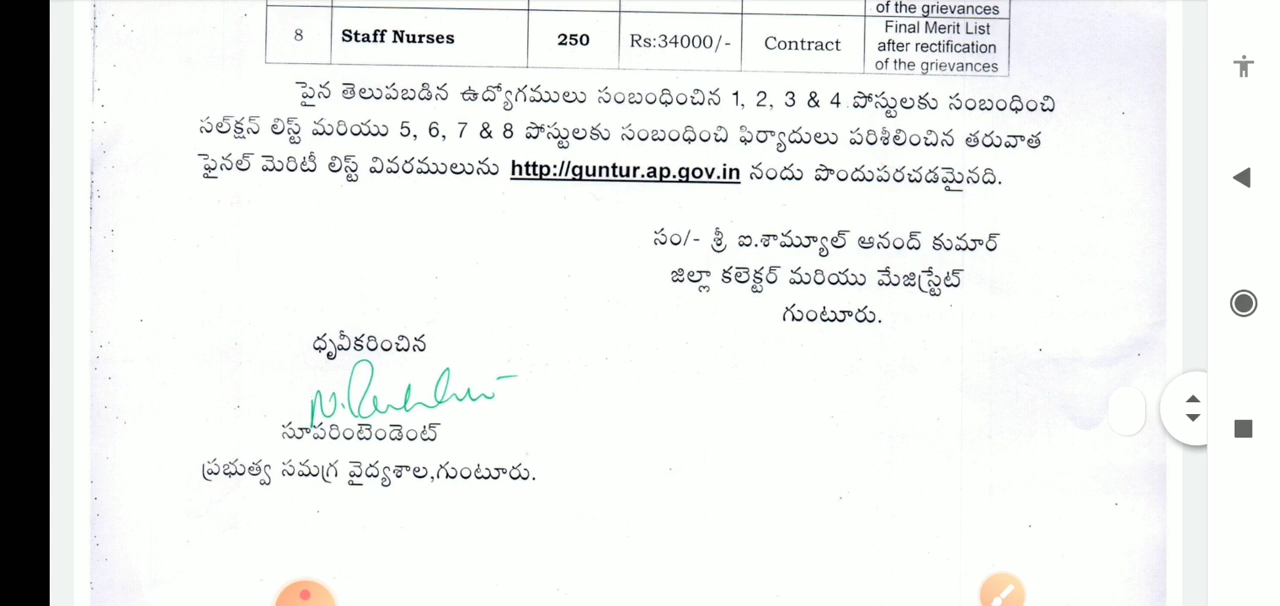 of the grievances
8 Staff Nurses 250 Rs:34000/- Contract Final Merit List
after rectification
of the grievances
పైన తెలుపబడిన ఉద్యోగములు సంబంధించిన 1, 2, 3 & 4 పోస్టులకు సంబంధించి
సలక్షన్ లిస్ట్ మరియు 5, 6, 7 & 8 పోస్టులకు సంబంధించి ఫిర్యాదులు పరిశీలించిన తరువాత
ఫైనల్ మెరిటీ లిస్ట్ వివరములును http://guntur.ap.gov.in నందు పొందుపరచడమైనది.
సం/- శ్రీ ఐ.శామ్యూల్ ఆనంద్ కుమార్
జిల్లా కలెక్టర్ మరియు మేజిస్ట్రేట్
గుంటూరు.
ధృవీకరించిన
సూపరింటెండెంట్
ప్రభుత్వ సమగ్ర వైద్యశాల,గుంటూరు.